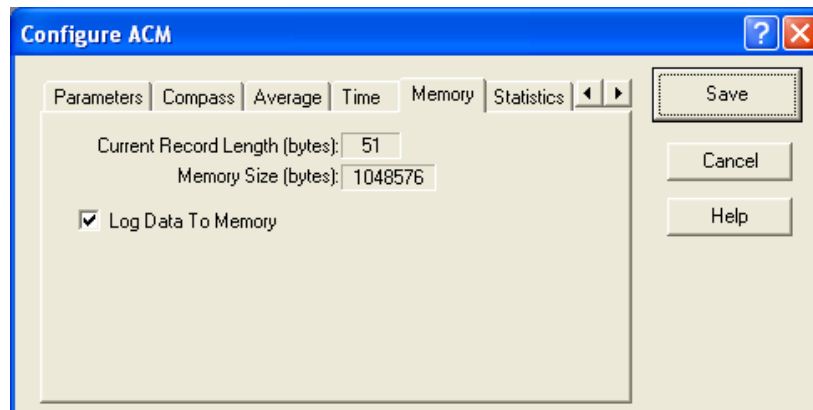 Configure ACM
Parameters Compass Average Time Memory Statistics
Save
Current Record Length (bytes): 51
Cancel
Memory Size (bytes): 1048576
Log Data To Memory
Help